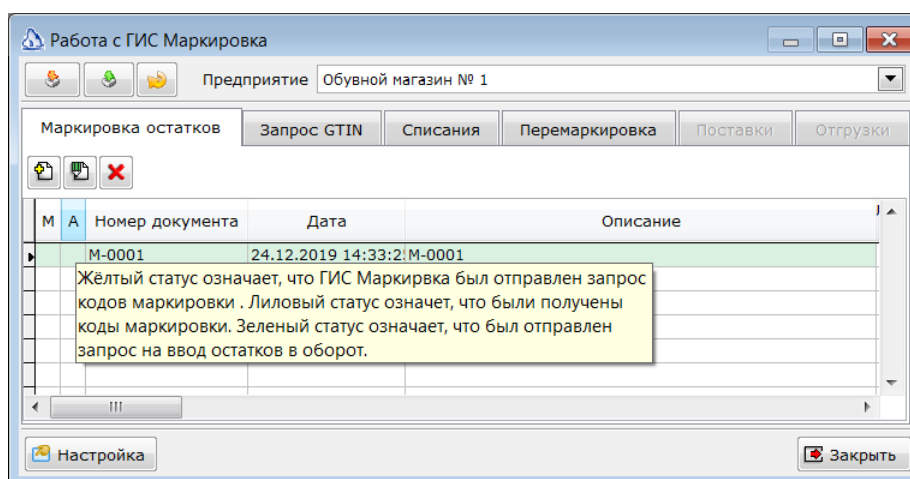 Работа с ГИС Маркировка
Предприятие Обувной магазин № 1
Маркировка остатков Запрос GTIN Списания Перемаркировка Поставки Отгрузки
М А Номер документа Дата Описание
М-0001 24.12.2019 14:33:2 М-0001
Жёлтый статус означает, что ГИС Маркирвка был отправлен запрос
кодов маркировки . Лиловый статус означет, что были получены
коды маркировки. Зеленый статус означает, что был отправлен
запрос на ввод остатков в оборот.
Настройка Закрыть